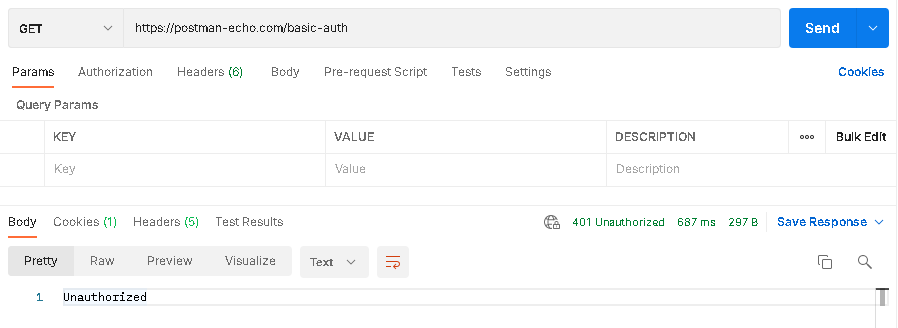 GET https://postman-echo.com/basic-auth Send
Params Authorization Headers (6) Body Pre-request Script Tests Settings Cookies
Query Params
KEY VALUE DESCRIPTION ooo Bulk Edit
Key Value Description
Body Cookies (1) Headers (5) Test Results 401 Unauthorized 687 ms 297 B Save Response
Pretty Raw Preview Visualize Text
1 Unauthorized